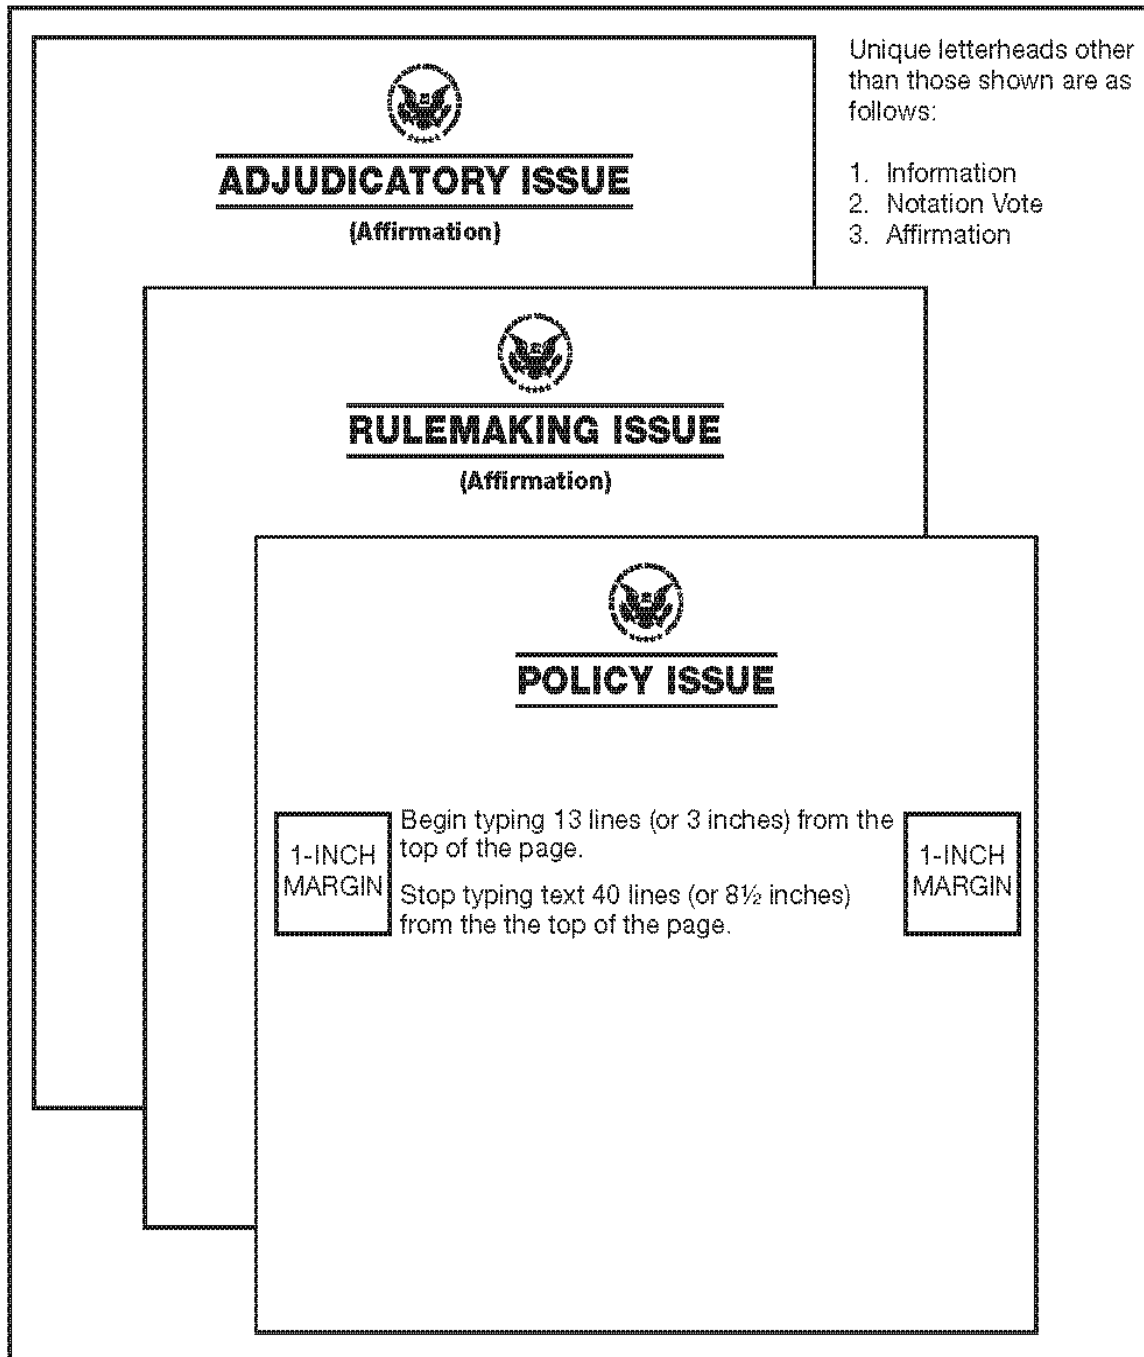 Unique letterheads other
than those shown are as
follows:
1. Information
2. Notation Vote
3. Affirmation
ADJUDICATORY ISSUE
(Affirmation)
RULEMAKING ISSUE
(Affirmation)
POLICY ISSUE
1-INCH
MARGIN
Begin typing 13 lines (or 3 inches) from the
top of the page.
Stop typing text 40 lines (or 8½ inches)
from the the top of the page.
1-INCH
MARGIN